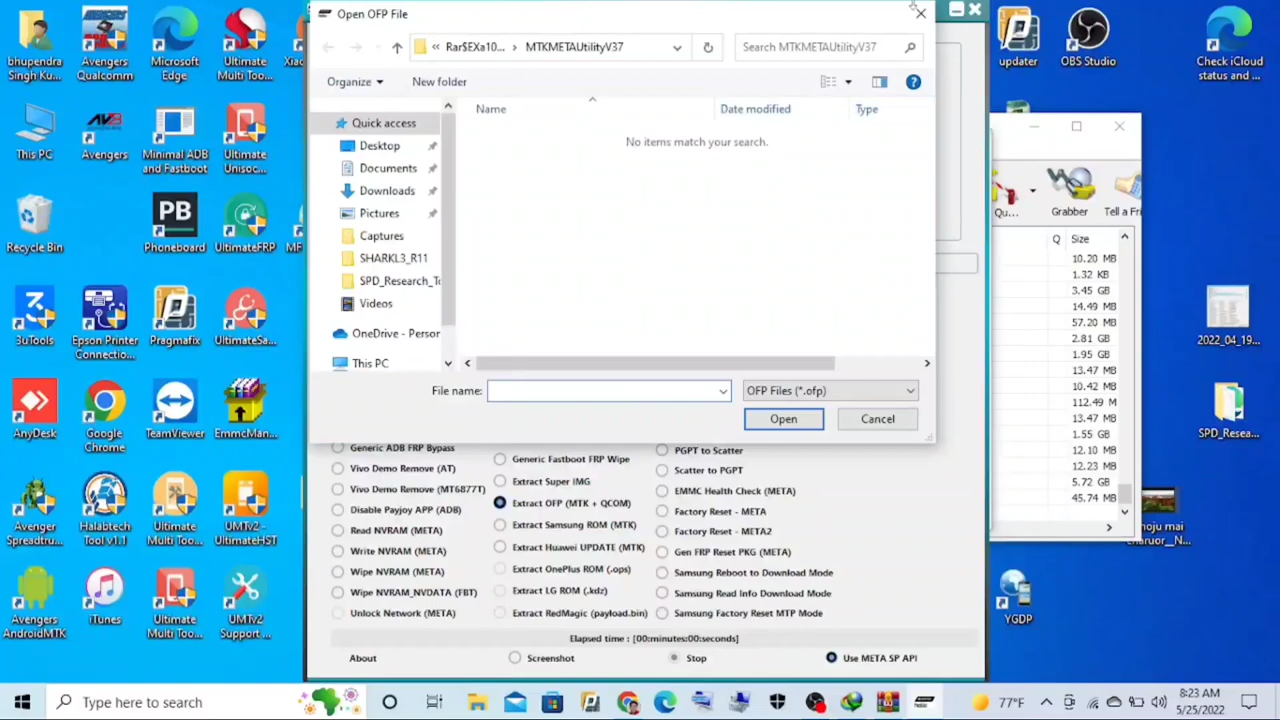 bhupendra
Singh Ku...
Avengers
Qualcomm
Microsoft
Edge
Ultimate
Multi Too...
Xiao
This PC
Avengers
Minimal ADB
and Fastboot
Ultimate
Unisoc...
Recycle Bin
PB
Phoneboard
UltimateFRP
MF
3uTools
Epson Printer
Connectio...
Pragmafix
UltimateSa...
AnyDesk
Google
Chrome
TeamViewer
EmmcMan...
Avenger
Spreadtru...
Halabtech
Tool v1.1
Ultimate
Multi Too...
UMTv2 -
UltimateHST
Avengers
AndroidMTK
iTunes
Ultimate
Multi Too...
UMTv2
Support ...
Open OFP File
« Rar$EXa10... › MTKMETAUtilityV37
Search MTKMETAUtilityV37
Organize
New folder
Name
Date modified
Type
No items match your search.
Quick access
Desktop
Documents
Downloads
Pictures
Captures
SHARKL3_R11
SPD_Research_To
Videos
OneDrive - Person
This PC
File name:
OFP Files (*.ofp)
Open
Cancel
Generic ADB FRP Bypass
Vivo Demo Remove (AT)
Vivo Demo Remove (MT6877T)
Disable Payjoy APP (ADB)
Read NVRAM (META)
Write NVRAM (META)
Wipe NVRAM (META)
Wipe NVRAM_NVDATA (FBT)
Unlock Network (META)
Generic Fastboot FRP Wipe
Extract Super IMG
Extract OFP (MTK + QCOM)
Extract Samsung ROM (MTK)
Extract Huawei UPDATE (MTK)
Extract OnePlus ROM (.ops)
Extract LG ROM (.kdz)
Extract RedMagic (payload.bin)
PGPT to Scatter
Scatter to PGPT
EMMC Health Check (META)
Factory Reset - META
Factory Reset - META2
Gen FRP Reset PKG (META)
Samsung Reboot to Download Mode
Samsung Read Info Download Mode
Samsung Factory Reset MTP Mode
Elapsed time : [00:minutes:00:seconds]
About
Screenshot
Stop
Use META SP API
updater
OBS Studio
Check iCloud
status and ...
Qu...
Grabber
Tell a Fri
Q
Size
10.20 MB
1.32 KB
3.45 GB
14.49 MB
57.20 MB
2.81 GB
1.95 GB
13.47 MB
10.42 MB
112.49 M
13.47 MB
1.55 GB
12.10 MB
12.23 MB
5.72 GB
45.74 MB
2022_04_19...
SPD_Resea...
moju mai
charuor__N...
YGDP
Type here to search
77°F
8:23 AM
5/25/2022